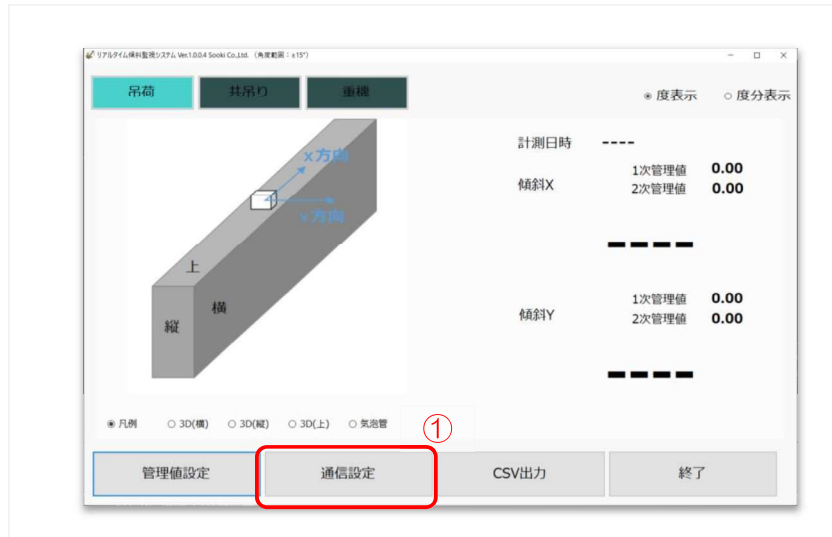 リアルタイム傾斜監視システム Ver.1.0.0.4 Sooki Co.,Ltd. (角度範囲：±15°)
吊荷 共吊り 重機
度表示 度分表示
計測日時 ----
傾斜X
1次管理値 0.00
2次管理値 0.00
----
傾斜Y
1次管理値 0.00
2次管理値 0.00
----
x方向
x方向
上
横
縦
凡例 3D(横) 3D(縦) 3D(上) 気泡管
①
管理値設定 通信設定 CSV出力 終了